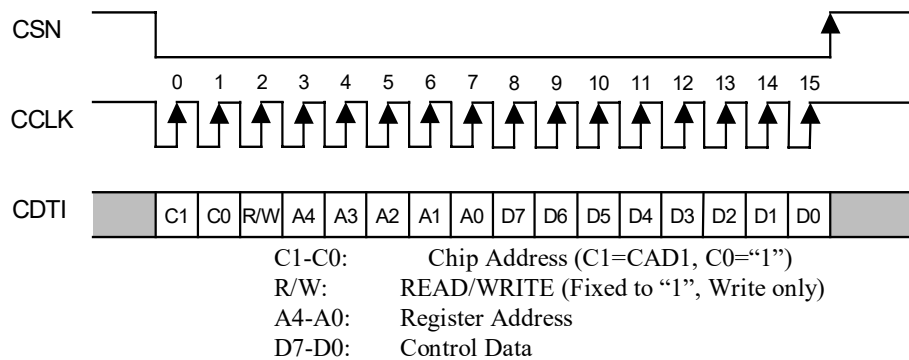 CSN
0 1 2 3 4 5 6 7 8 9 10 11 12 13 14 15
CCLK
CDTI C1 C0 R/W A4 A3 A2 A1 A0 D7 D6 D5 D4 D3 D2 D1 D0
C1-C0: Chip Address (C1=CAD1, C0=“1”)
R/W: READ/WRITE (Fixed to “1”, Write only)
A4-A0: Register Address
D7-D0: Control Data